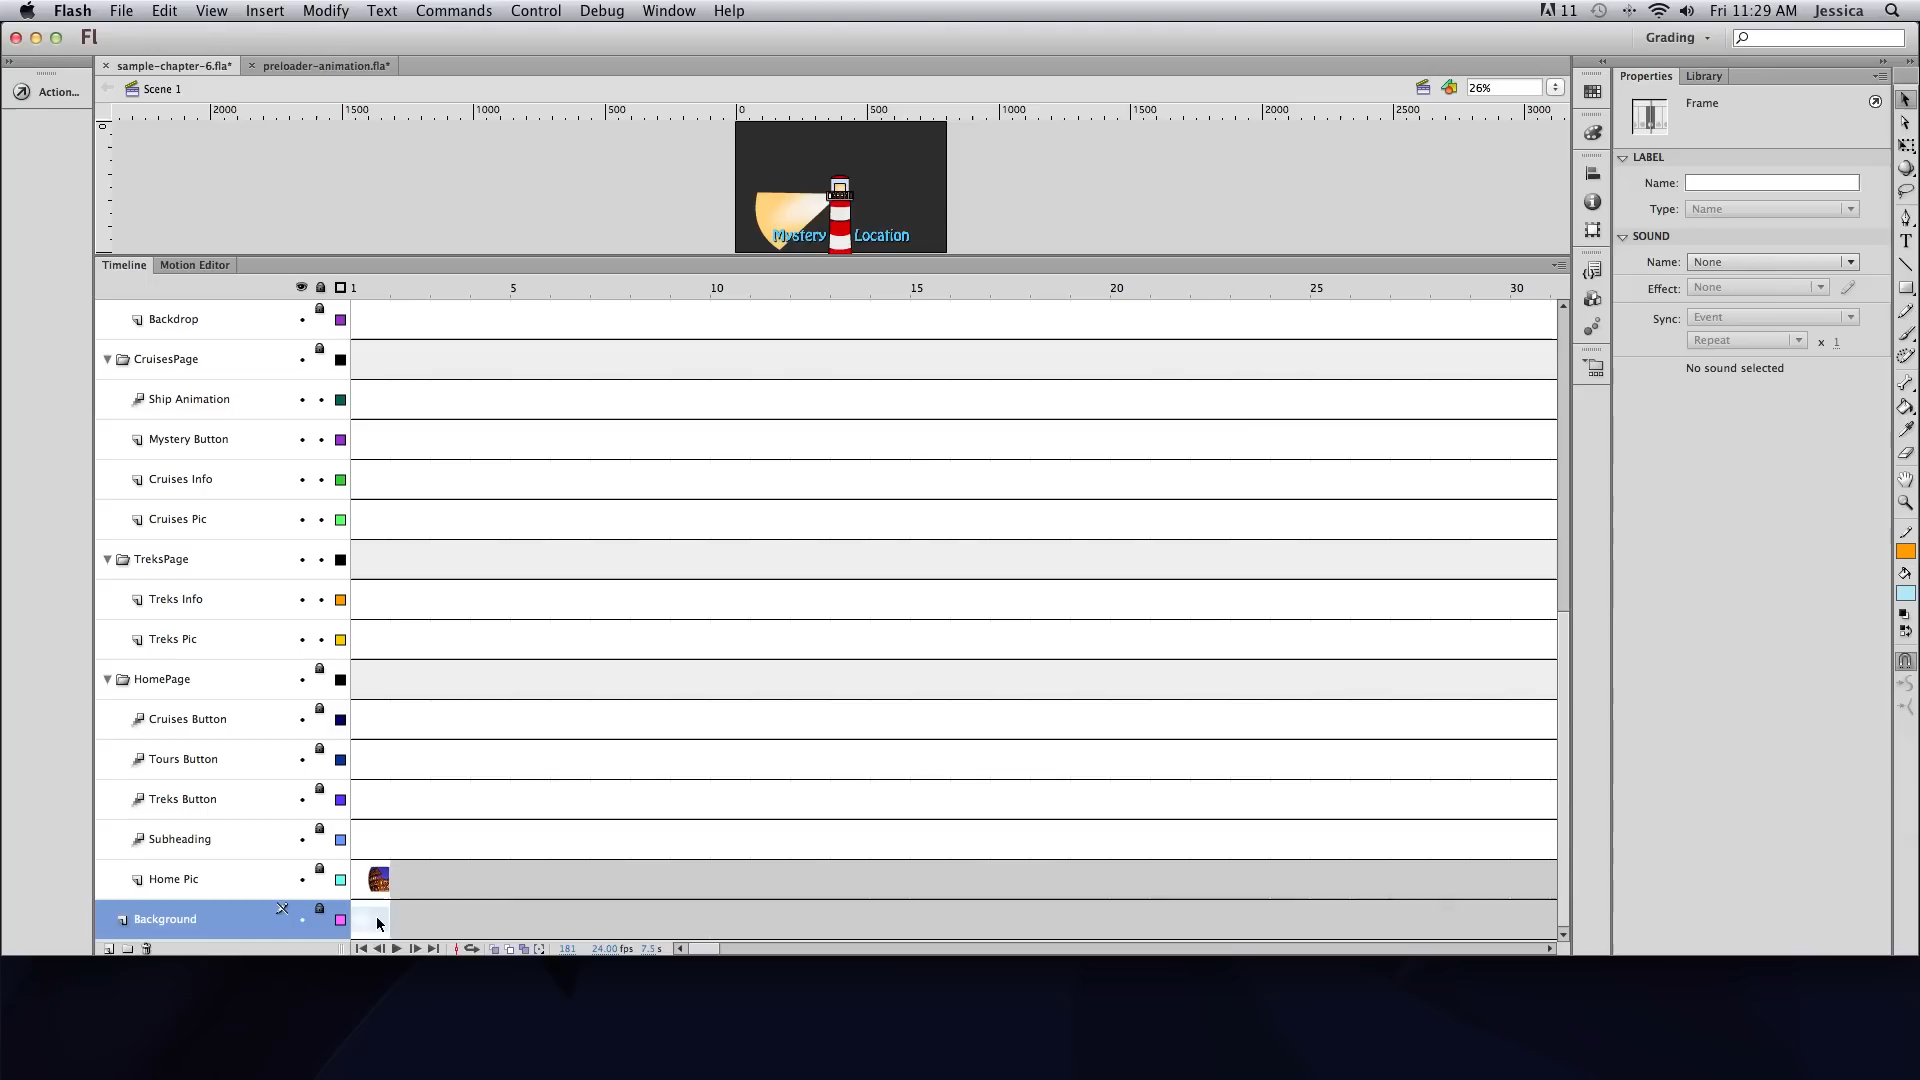 Flash File Edit View Insert Modify Text Commands Control Debug Window Help 11 Fri 11:29 AM Jessica
Fl Grading
sample-chapter-6.fla* preloader-animation.fla*
Properties Library
Action...
Scene 1 26%
Frame
2000 1500 1000 500 0 500 1000 1500 2000 2500 3000
0
LABEL
Name:
Type: Name
Mystery Location
SOUND
Name: None
Effect: None
Sync: Event
Repeat x 1
No sound selected
Timeline Motion Editor
1 5 10 15 20 25 30
Backdrop
CruisesPage
Ship Animation
Mystery Button
Cruises Info
Cruises Pic
TreksPage
Treks Info
Treks Pic
HomePage
Cruises Button
Tours Button
Treks Button
Subheading
Home Pic
Background
181 24.00 fps 7.5 s